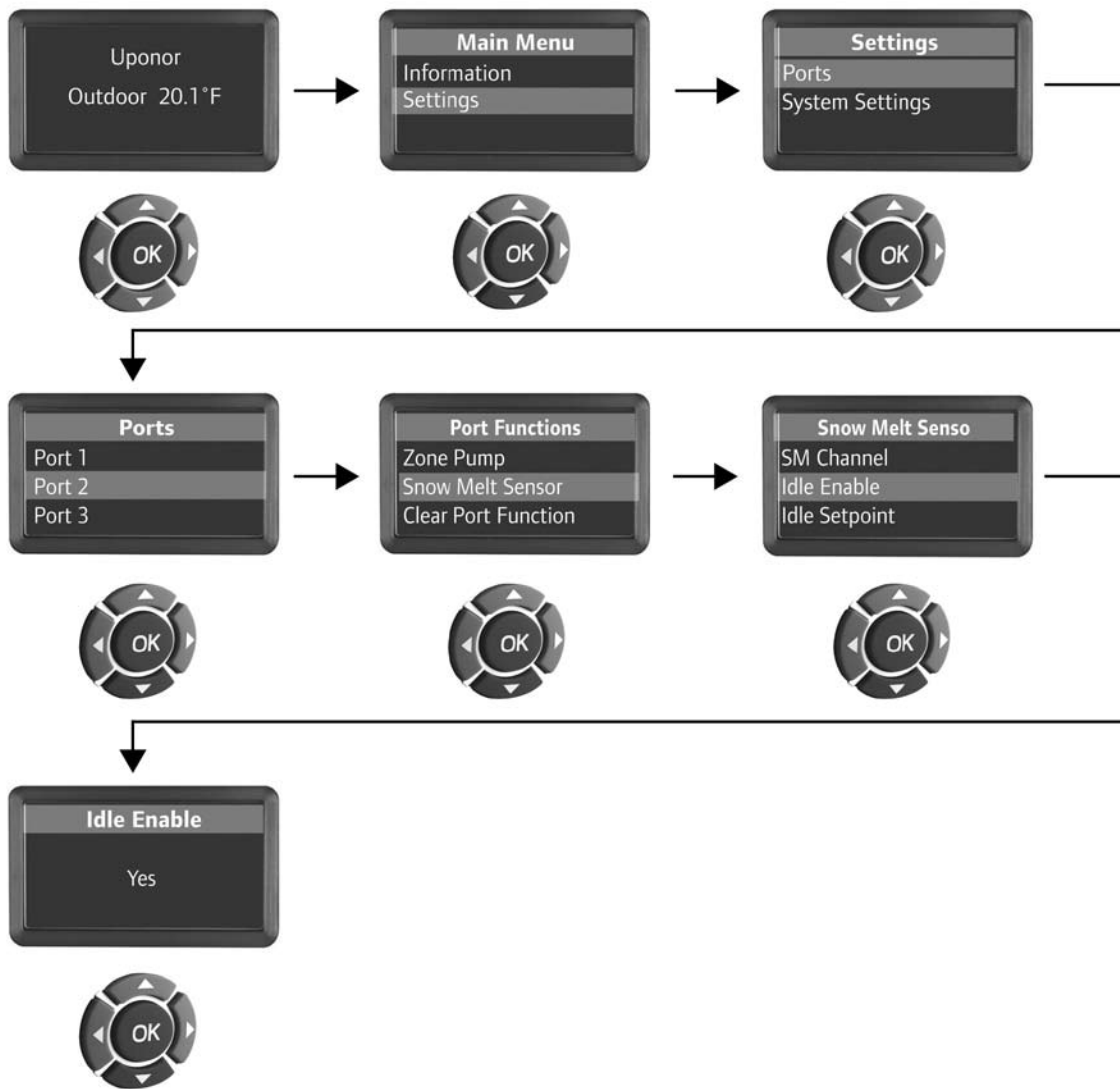 Uponor
Outdoor 20.1°F
OK
Main Menu
Information
Settings
OK
Settings
Ports
System Settings
OK
Ports
Port 1
Port 2
Port 3
OK
Port Functions
Zone Pump
Snow Melt Sensor
Clear Port Function
OK
Snow Melt Senso
SM Channel
Idle Enable
Idle Setpoint
OK
Idle Enable
Yes
OK